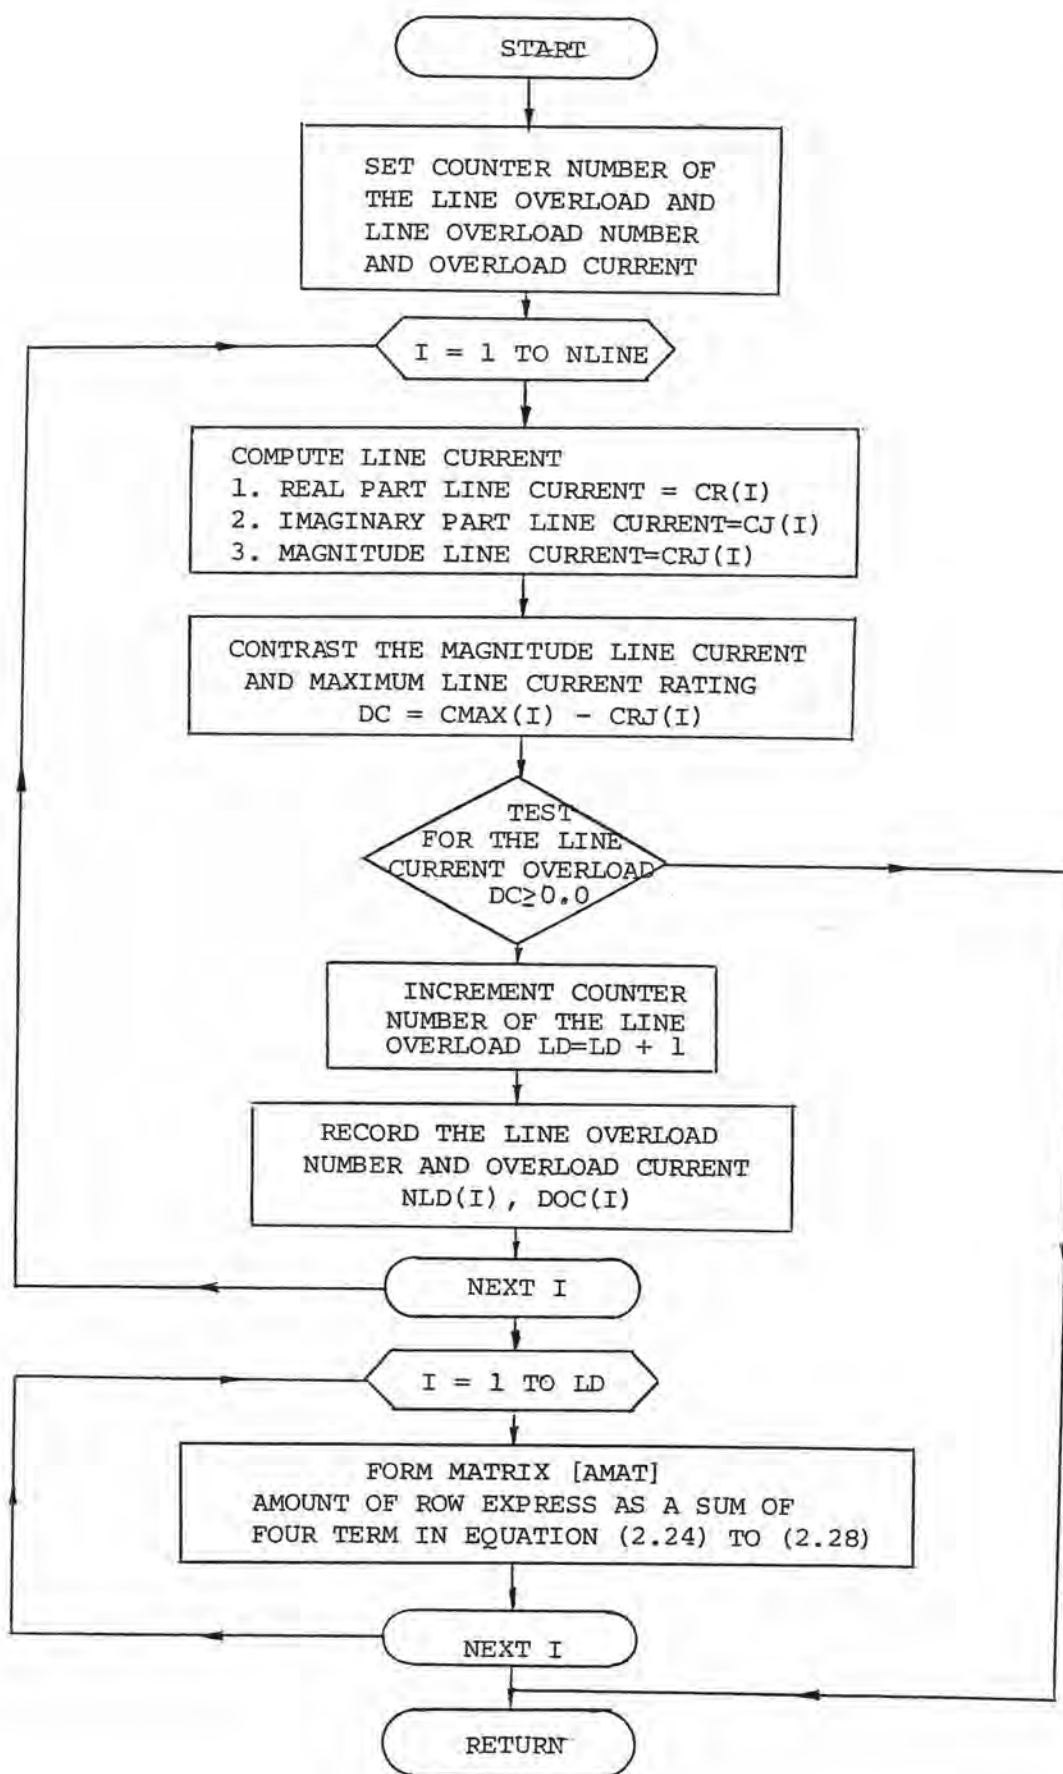 START
SET COUNTER NUMBER OF
THE LINE OVERLOAD AND
LINE OVERLOAD NUMBER
AND OVERLOAD CURRENT
I = 1 TO NLINE
COMPUTE LINE CURRENT
1. REAL PART LINE CURRENT = CR(I)
2. IMAGINARY PART LINE CURRENT=CJ(I)
3. MAGNITUDE LINE CURRENT=CRJ(I)
CONTRAST THE MAGNITUDE LINE CURRENT
AND MAXIMUM LINE CURRENT RATING
DC = CMAX(I) - CRJ(I)
TEST
FOR THE LINE
CURRENT OVERLOAD
DC≥0.0
INCREMENT COUNTER
NUMBER OF THE LINE
OVERLOAD LD=LD + 1
RECORD THE LINE OVERLOAD
NUMBER AND OVERLOAD CURRENT
NLD(I), DOC(I)
NEXT I
I = 1 TO LD
FORM MATRIX [AMAT]
AMOUNT OF ROW EXPRESS AS A SUM OF
FOUR TERM IN EQUATION (2.24) TO (2.28)
NEXT I
RETURN